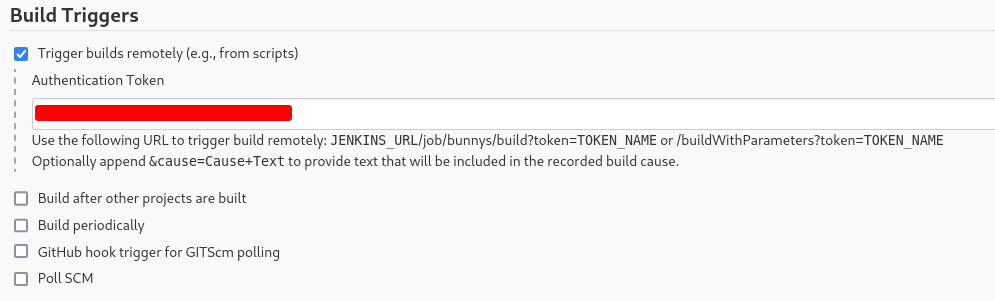 Build Triggers
Trigger builds remotely (e.g., from scripts)
Authentication Token
Use the following URL to trigger build remotely: JENKINS_URL/job/bunnys/build?token=TOKEN_NAME or /buildWithParameters?token=TOKEN_NAME
Optionally append &cause=Cause+Text to provide text that will be included in the recorded build cause.
Build after other projects are built
Build periodically
GitHub hook trigger for GITScm polling
Poll SCM